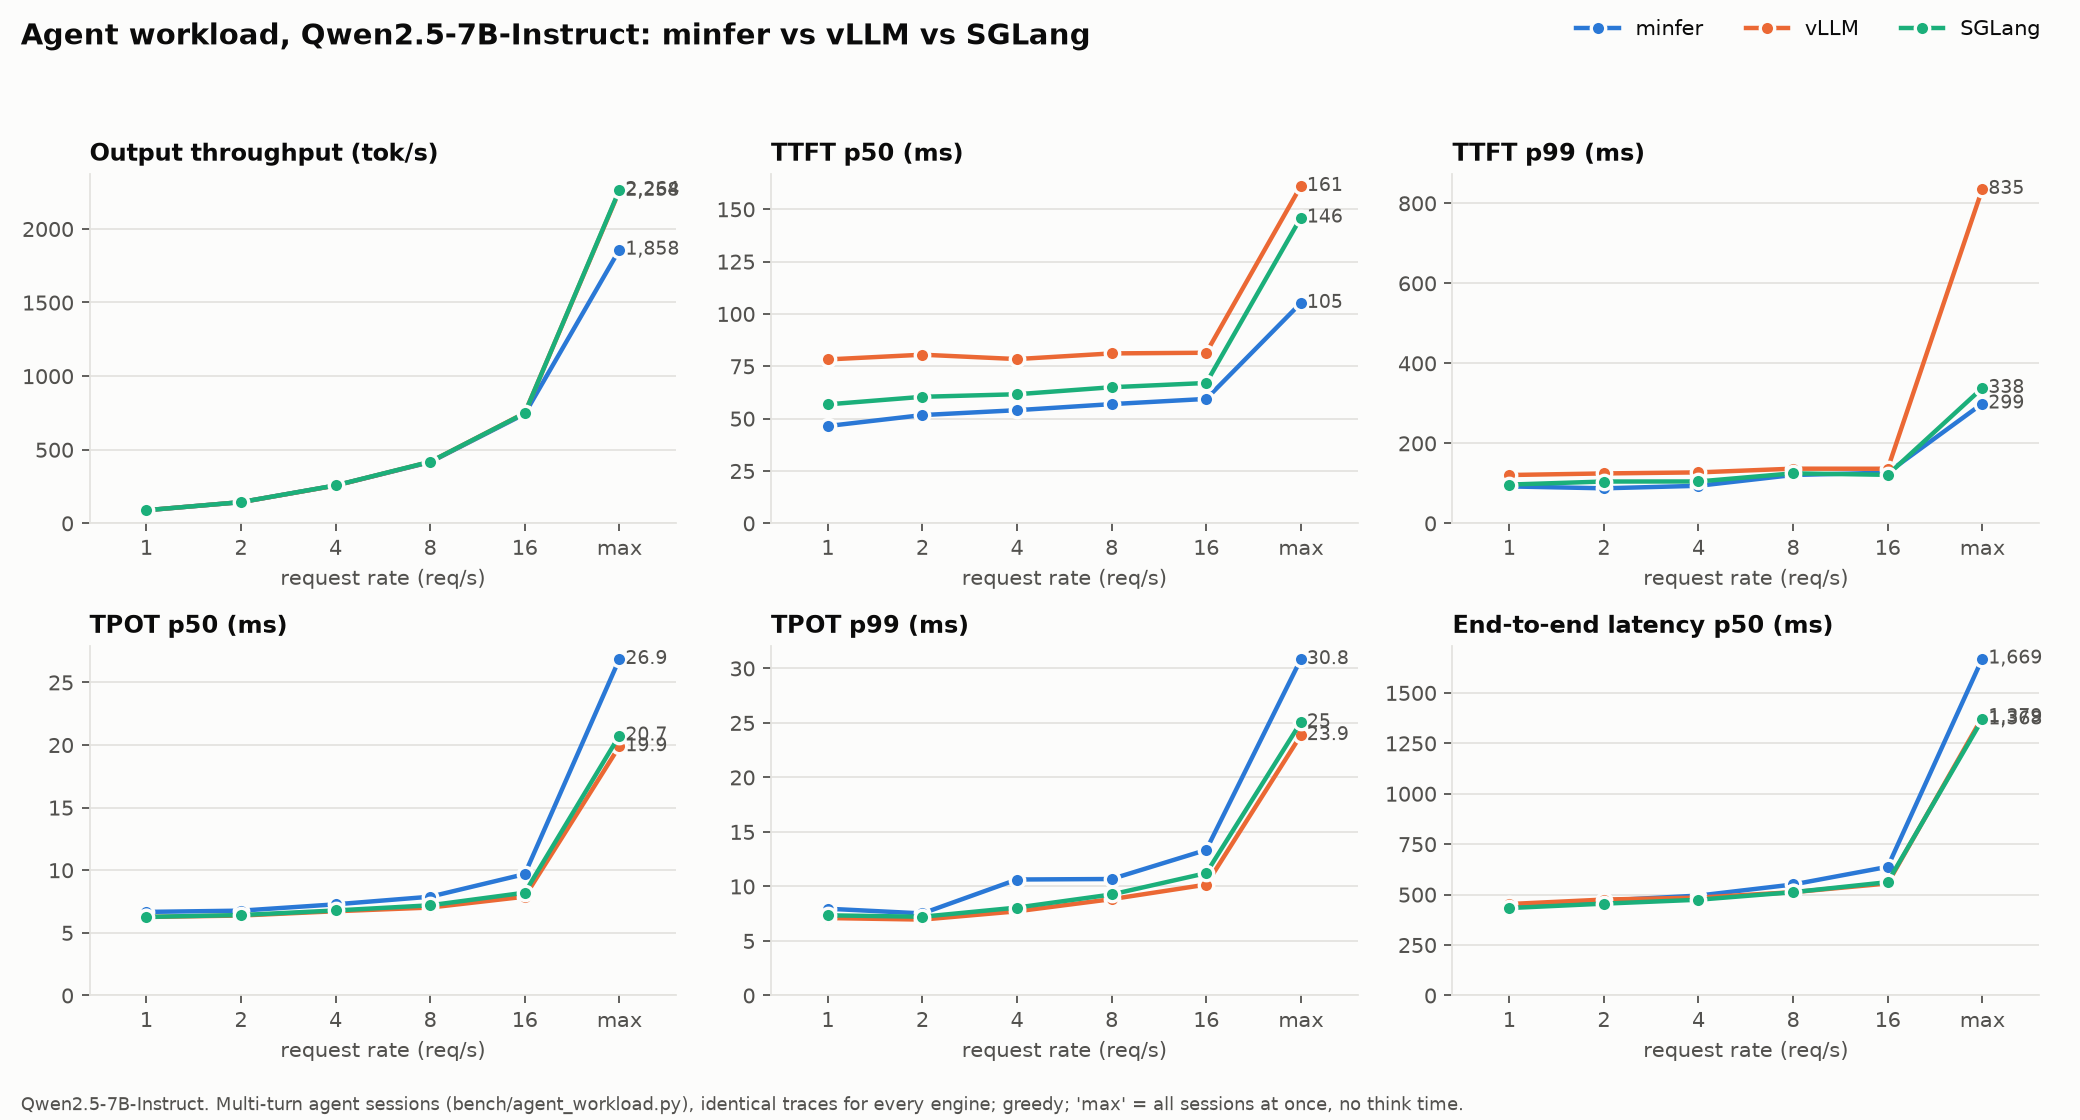 Agent workload, Qwen2.5-7B-Instruct: minfer vs vLLM vs SGLang
minfer vLLM SGLang
Output throughput (tok/s)
2000
1500
1000
500
0
1,858
1 2 4 8 16 max
request rate (req/s)
TTFT p50 (ms)
150
125
100
75
50
25
0
161
146
105
1 2 4 8 16 max
request rate (req/s)
TTFT p99 (ms)
800
600
400
200
0
835
338
299
1 2 4 8 16 max
request rate (req/s)
TPOT p50 (ms)
25
20
15
10
5
0
26.9
20.7
19.9
1 2 4 8 16 max
request rate (req/s)
TPOT p99 (ms)
30
25
20
15
10
5
0
30.8
25
23.9
1 2 4 8 16 max
request rate (req/s)
End-to-end latency p50 (ms)
1500
1250
1000
750
500
250
0
1,669
1 2 4 8 16 max
request rate (req/s)
Qwen2.5-7B-Instruct. Multi-turn agent sessions (bench/agent_workload.py), identical traces for every engine; greedy; 'max' = all sessions at once, no think time.